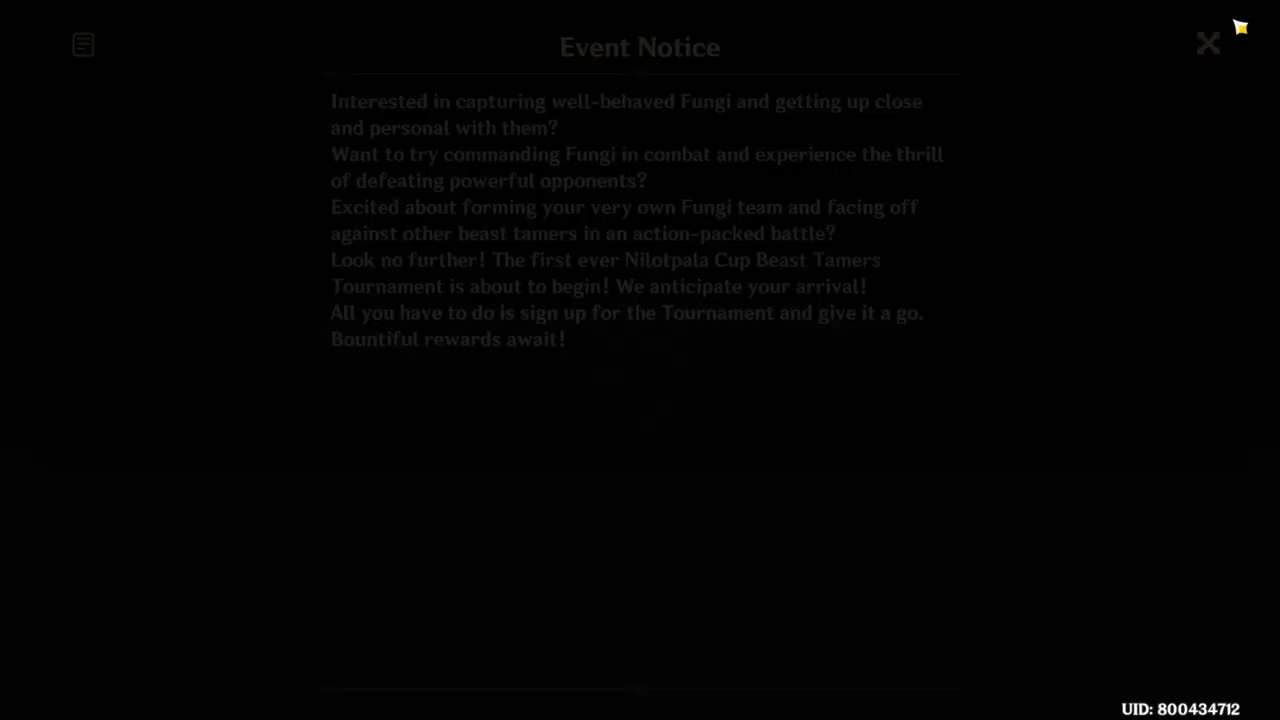 Event Notice
Interested in capturing well-behaved Fungi and getting up close
and personal with them?
Want to try commanding Fungi in combat and experience the thrill
of defeating powerful opponents?
Excited about forming your very own Fungi team and facing off
against other beast tamers in an action-packed battle?
Look no further! The first ever Nilotpala Cup Beast Tamers
Tournament is about to begin! We anticipate your arrival!
All you have to do is sign up for the Tournament and give it a go.
Bountiful rewards await!
UID: 800434712